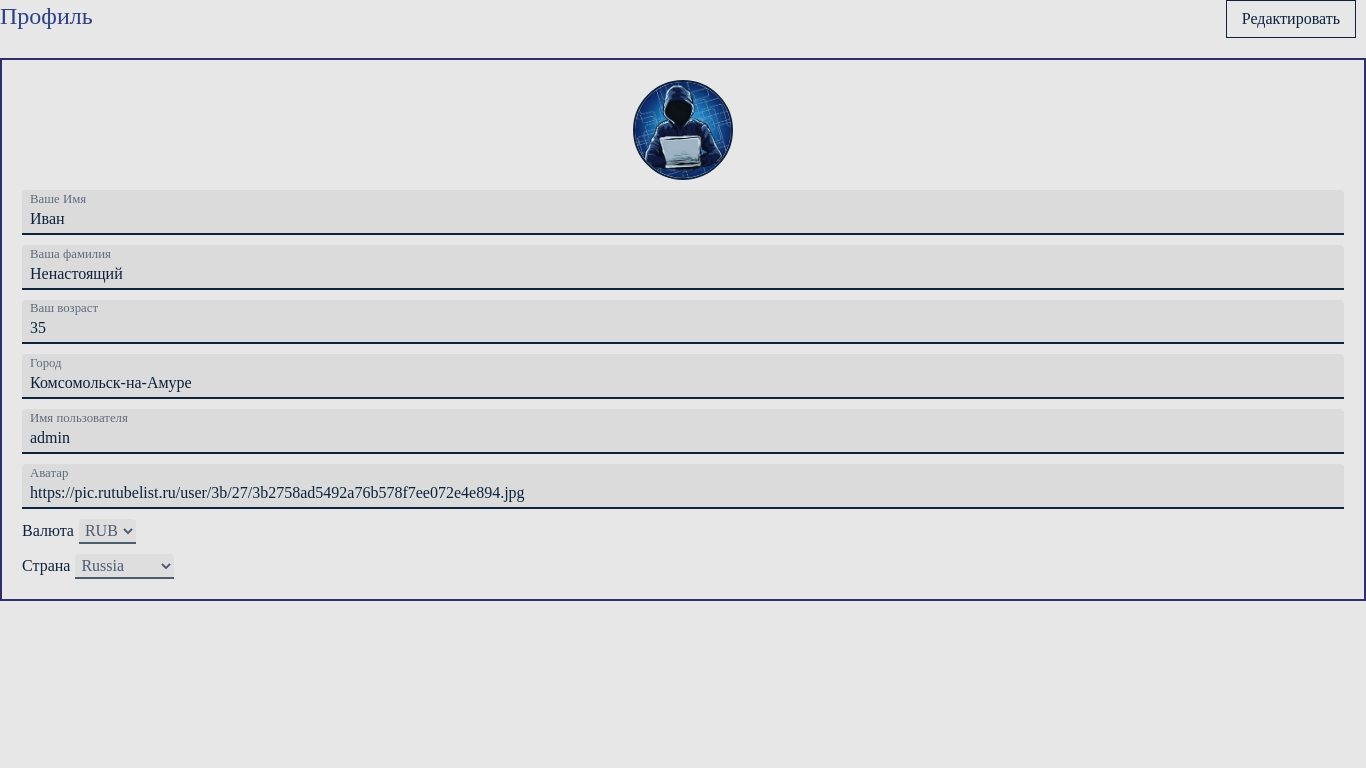 Профиль
Редактировать
Ваше Имя
Иван
Ваша фамилия
Ненастоящий
Ваш возраст
35
Город
Комсомольск-на-Амуре
Имя пользователя
admin
Аватар
https://pic.rutubelist.ru/user/3b/27/3b2758ad5492a76b578f7ee072e4e894.jpg
Валюта RUB
Страна Russia